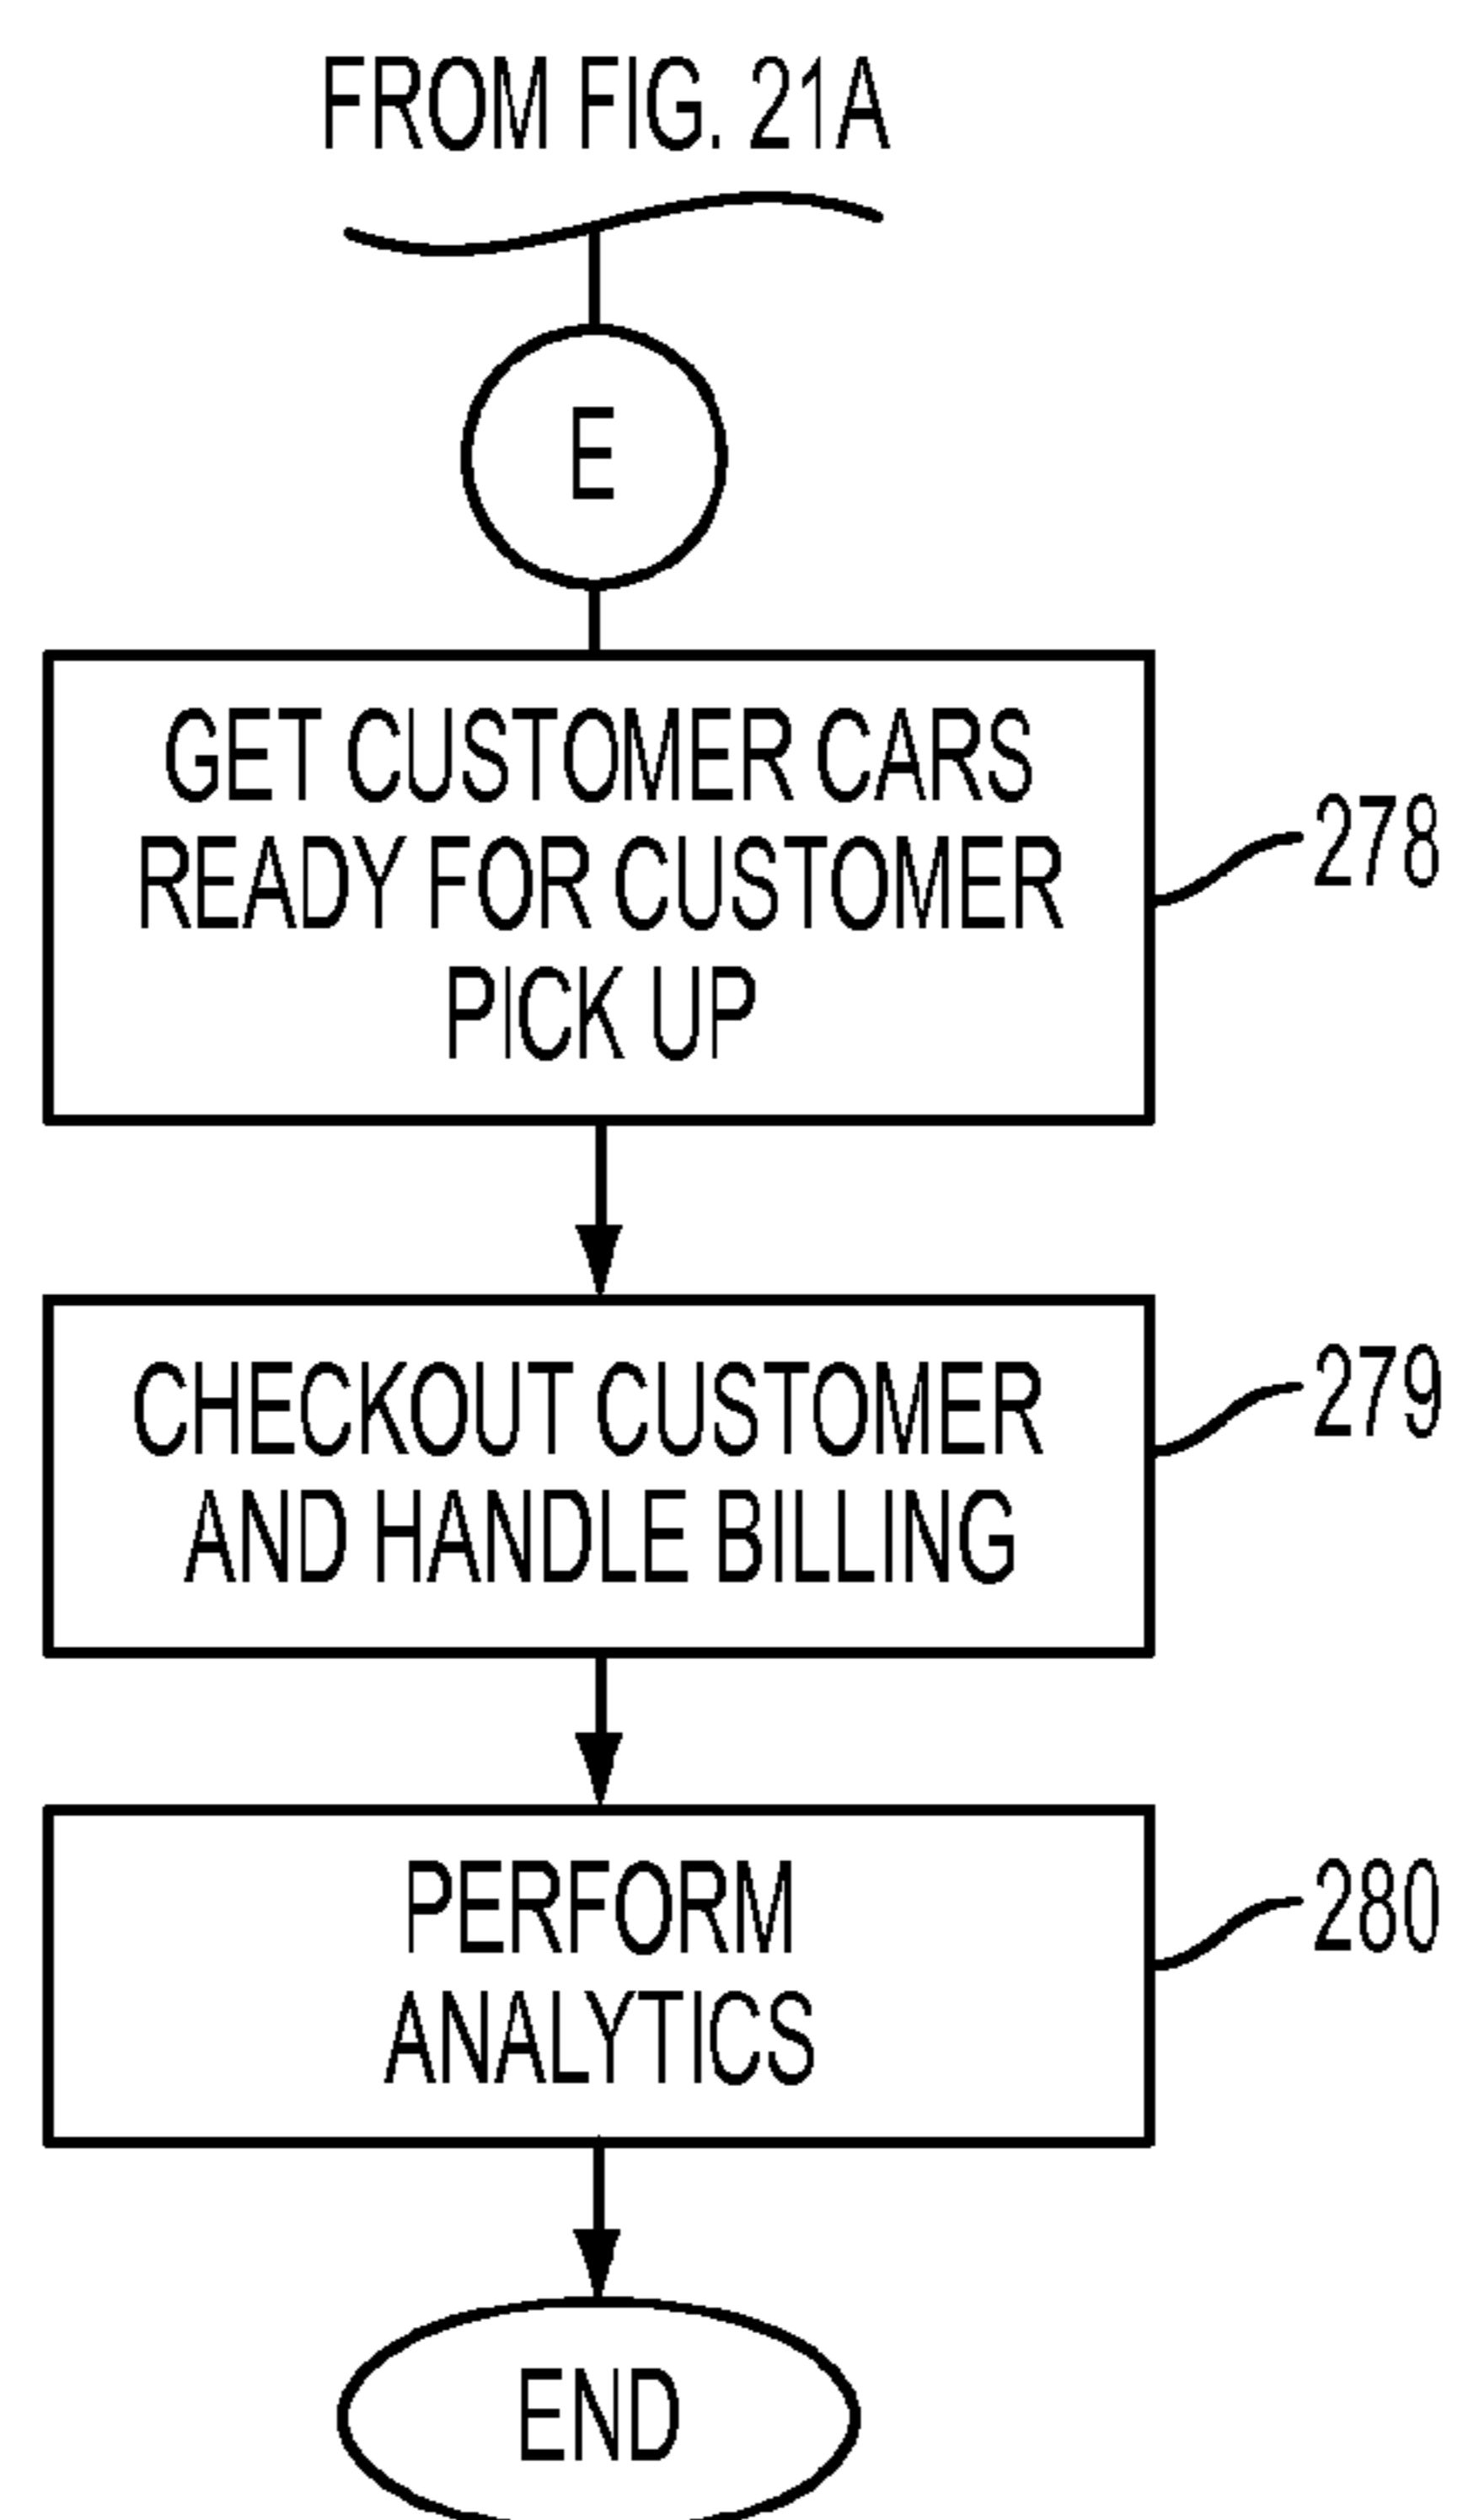 FROM FIG. 21A
E
GET CUSTOMER CARS
READY FOR CUSTOMER
PICK UP
278
CHECKOUT CUSTOMER
AND HANDLE BILLING
279
PERFORM
ANALYTICS
280
END